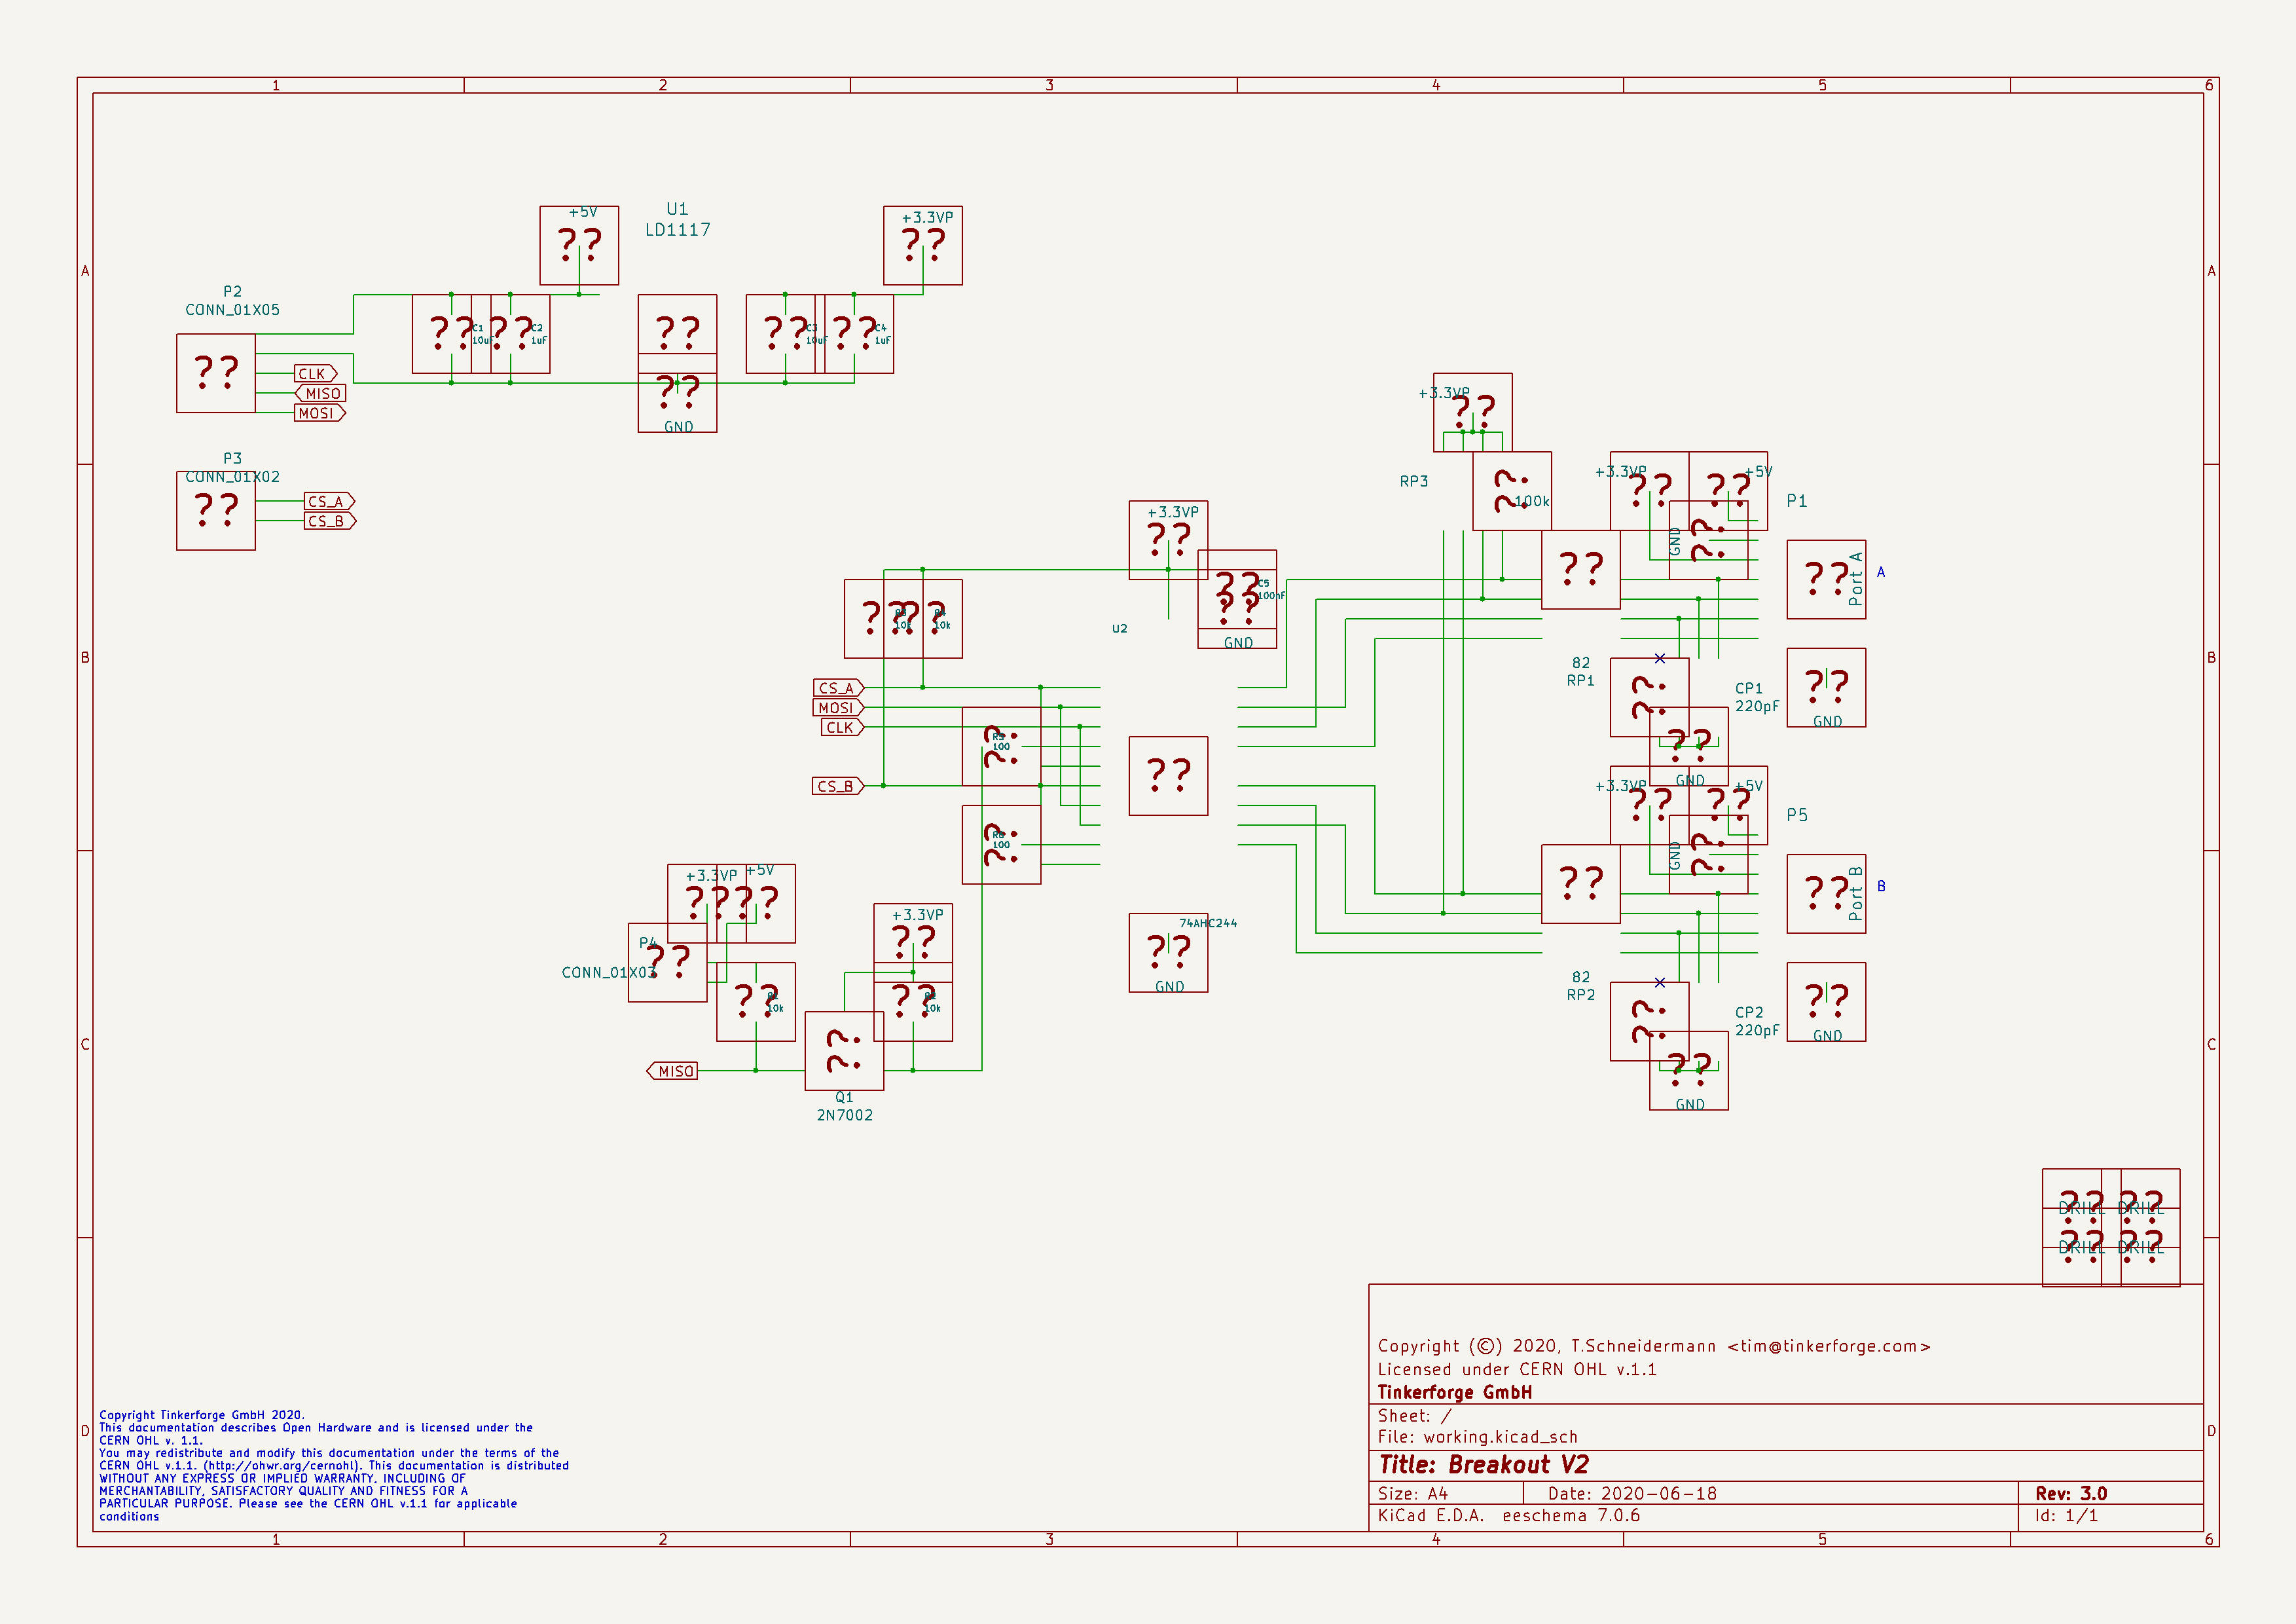 1 2 3 4 5 6
A
B
C
D
+5V
U1
LD1117
+3.3VP
??
??
P2
CONN_01X05
??
C1
10uF
??
C2
1uF
??
??
C3
10uF
??
C4
1uF
??
CLK
MISO
MOSI
??
GND
P3
CONN_01X02
??
CS_A
CS_B
+3.3VP
??
RP3
??
100k
+3.3VP
??
+5V
??
P1
GND
??
??
??
Port A
A
+3.3VP
??
C5
100nF
??
??
GND
U2
??
R3
10k
??
R4
10k
82
RP1
??
CP1
220pF
??
GND
??
GND
CS_A
MOSI
CLK
CS_B
??
R5
100
??
R6
100
??
74AHC244
??
GND
+3.3VP
??
+5V
??
P5
GND
??
??
??
Port B
B
82
RP2
??
CP2
220pF
??
GND
??
GND
+3.3VP
??
+5V
??
P4
CONN_01X03
??
??
R1
10k
+3.3VP
??
??
R2
10k
MISO
??
Q1
2N7002
??
DRILL
??
DRILL
??
DRILL
??
DRILL
Copyright Tinkerforge GmbH 2020.
This documentation describes Open Hardware and is licensed under the
CERN OHL v. 1.1.
You may redistribute and modify this documentation under the terms of the
CERN OHL v.1.1. (http://ohwr.org/cernohl). This documentation is distributed
WITHOUT ANY EXPRESS OR IMPLIED WARRANTY, INCLUDING OF
MERCHANTABILITY, SATISFACTORY QUALITY AND FITNESS FOR A
PARTICULAR PURPOSE. Please see the CERN OHL v.1.1 for applicable
conditions
Copyright (©) 2020, T.Schneidermann <tim@tinkerforge.com>
Licensed under CERN OHL v.1.1
Tinkerforge GmbH
Sheet: /
File: working.kicad_sch
Title: Breakout V2
Size: A4 Date: 2020-06-18 Rev: 3.0
KiCad E.D.A. eeschema 7.0.6 Id: 1/1
A
B
C
D
1 2 3 4 5 6